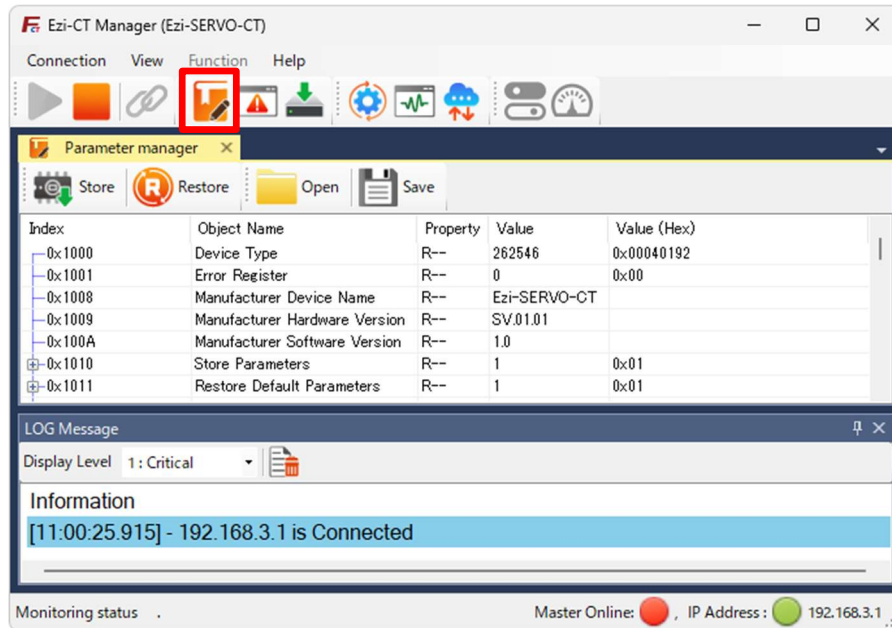 Ezi-CT Manager (Ezi-SERVO-CT)
Connection View Function Help
Parameter manager
Store Restore Open Save
Index Object Name Property Value Value (Hex)
0x1000 Device Type R-- 262546 0x00040192
0x1001 Error Register R-- 0 0x00
0x1008 Manufacturer Device Name R-- Ezi-SERVO-CT
0x1009 Manufacturer Hardware Version R-- SV.01.01
0x100A Manufacturer Software Version R-- 1.0
0x1010 Store Parameters R-- 1 0x01
0x1011 Restore Default Parameters R-- 1 0x01
LOG Message
Display Level 1 : Critical
Information
[11:00:25.915] - 192.168.3.1 is Connected
Monitoring status . Master Online: , IP Address : 192.168.3.1